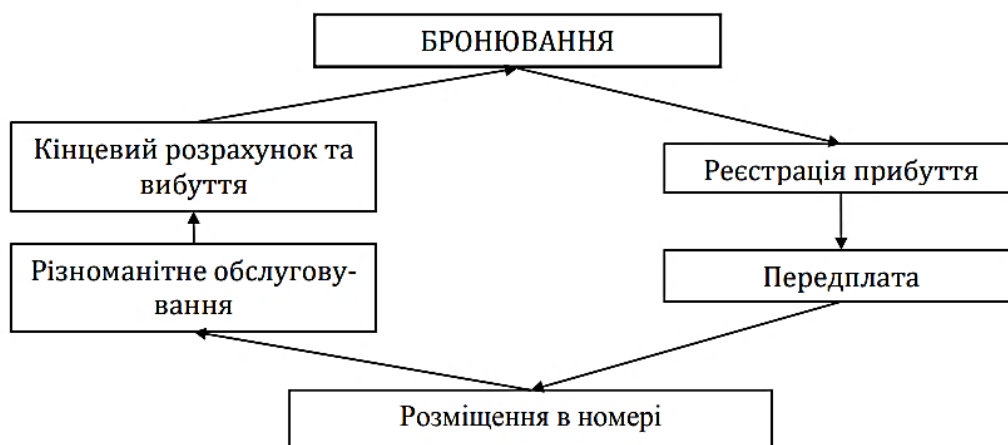 БРОНЮВАННЯ
Кінцевий розрахунок та
вибуття
Реєстрація прибуття
Різноманітне обслугову-
вання
Передплата
Розміщення в номері